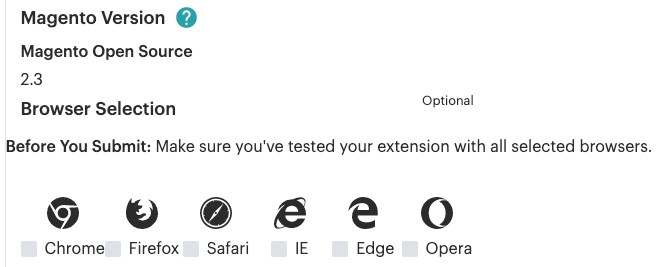 Magento Version ?
Magento Open Source
2.3
Browser Selection Optional
Before You Submit: Make sure you've tested your extension with all selected browsers.
Chrome Firefox Safari IE Edge Opera